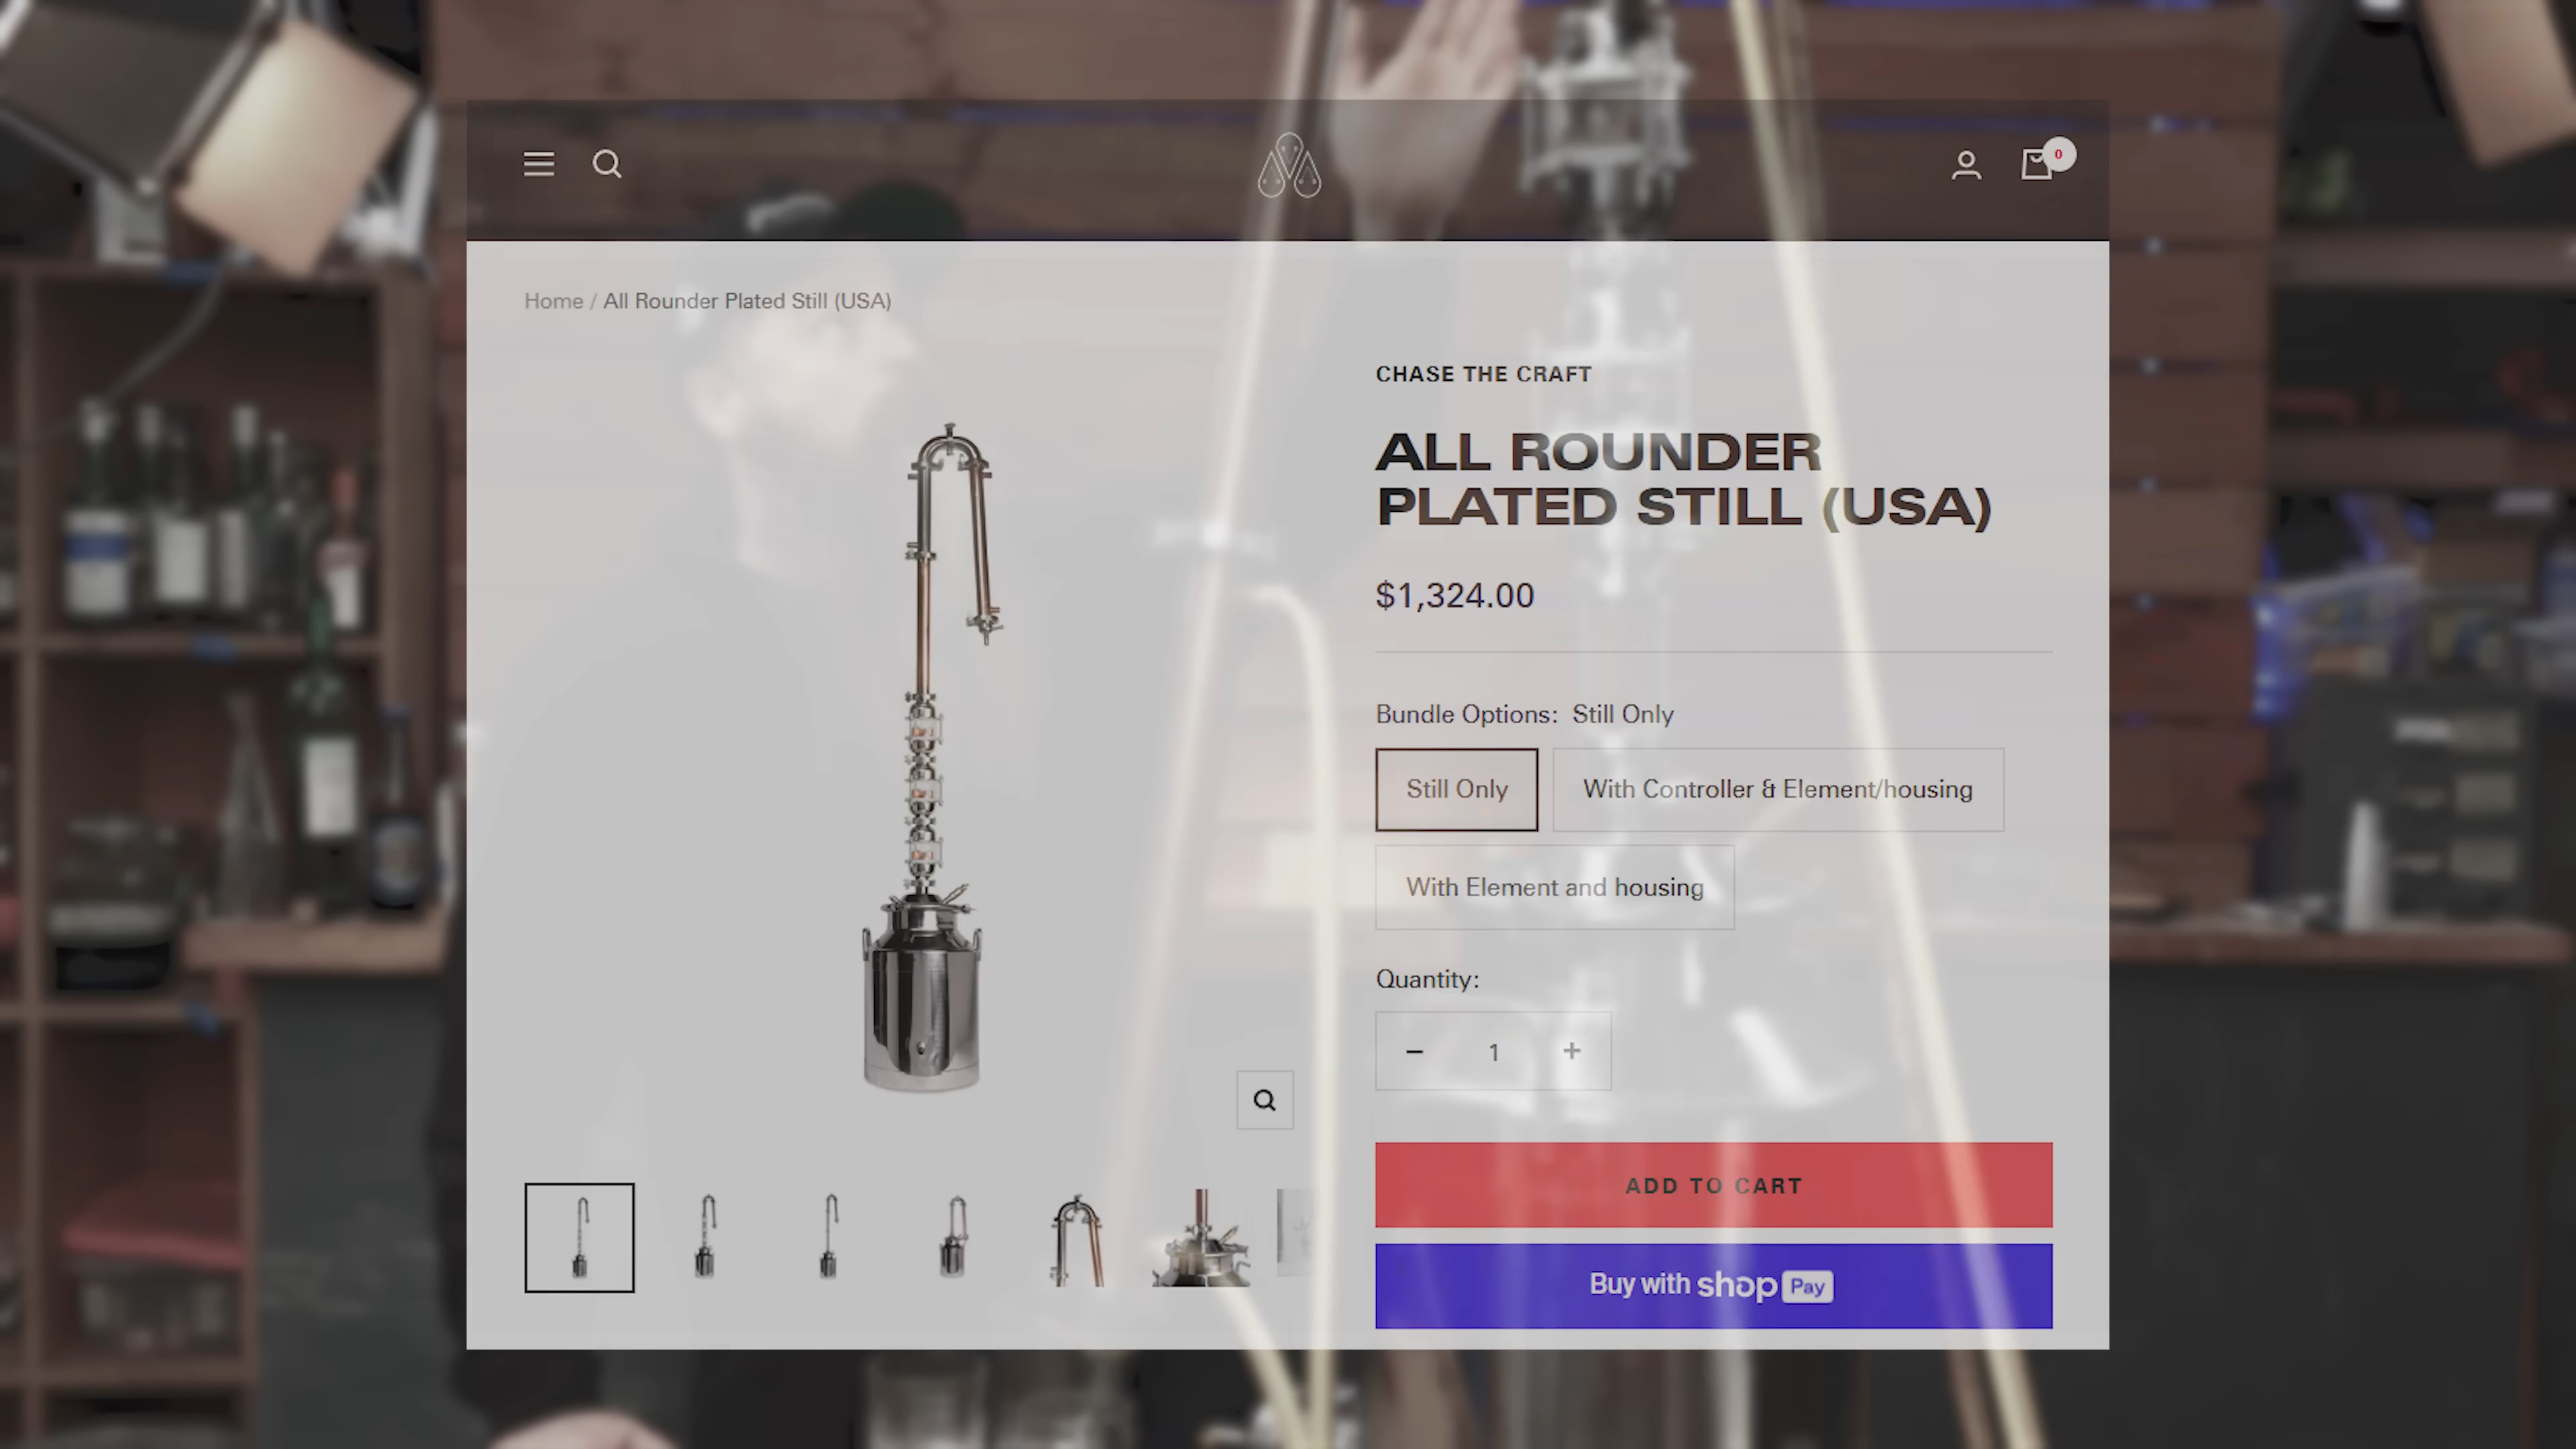 0
Home / All Rounder Plated Still (USA)
CHASE THE CRAFT
ALL ROUNDER
PLATED STILL (USA)
$1,324.00
Bundle Options: Still Only
Still Only
With Controller & Element/housing
With Element and housing
Quantity:
− 1 +
ADD TO CART
Buy with shop Pay